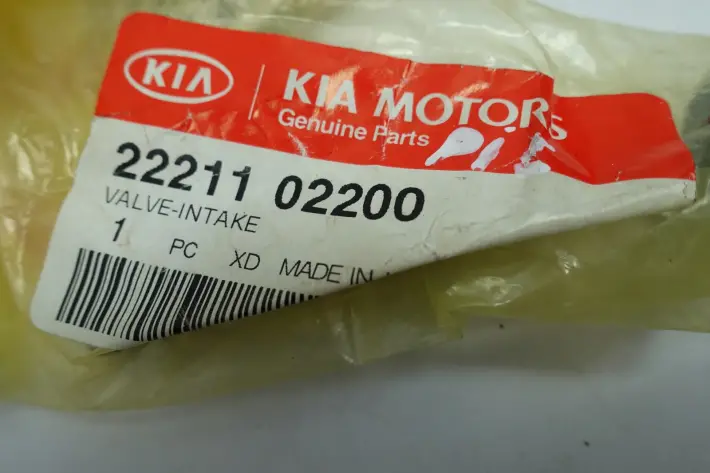 KIA
KIA MOTORS
Genuine Parts
22211 02200
VALVE-INTAKE
1 PC XD MADE IN